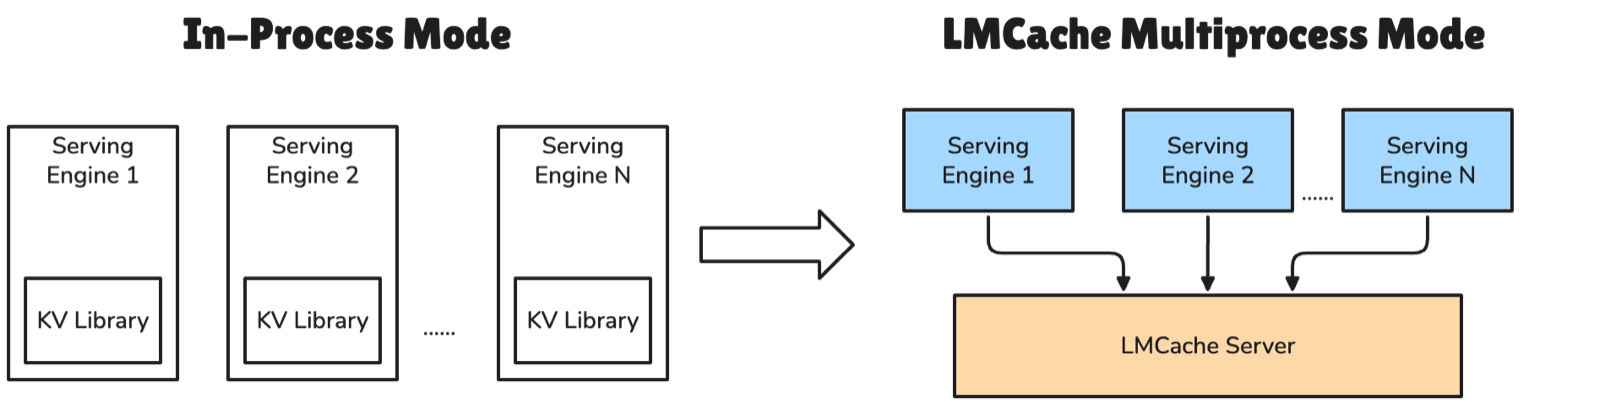 In-Process Mode
Serving
Engine 1
KV Library
Serving
Engine 2
KV Library
......
Serving
Engine N
KV Library
LMCache Multiprocess Mode
Serving
Engine 1
Serving
Engine 2
......
Serving
Engine N
LMCache Server